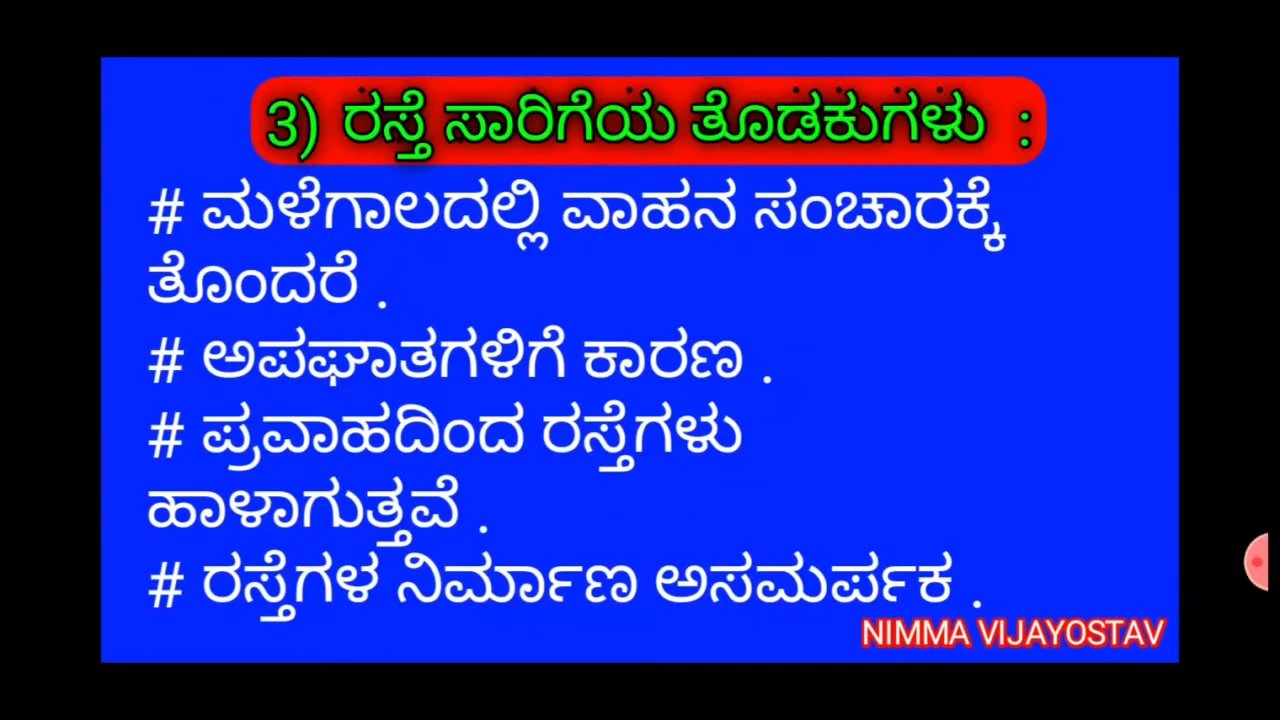 3) ರಸ್ತೆ ಸಾರಿಗೆಯ ತೊಡಕುಗಳು :
# ಮಳೆಗಾಲದಲ್ಲಿ ವಾಹನ ಸಂಚಾರಕ್ಕೆ
ತೊಂದರೆ .
# ಅಪಘಾತಗಳಿಗೆ ಕಾರಣ .
# ಪ್ರವಾಹದಿಂದ ರಸ್ತೆಗಳು
ಹಾಳಾಗುತ್ತವೆ .
# ರಸ್ತೆಗಳ ನಿರ್ಮಾಣ ಅಸಮರ್ಪಕ .
NIMMA VIJAYOSTAV